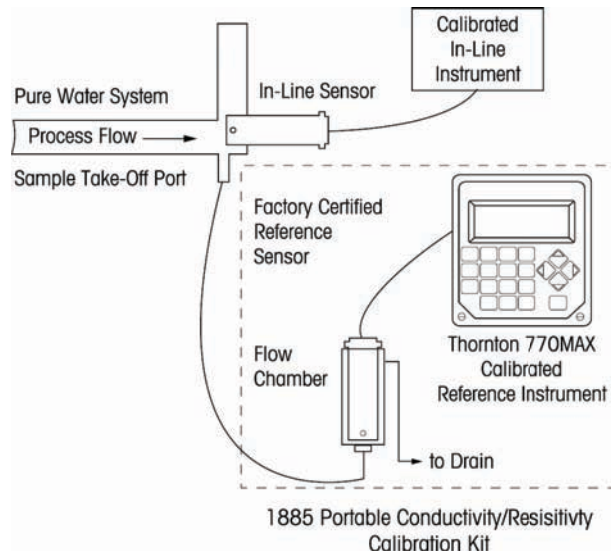 Calibrated
In-Line
Instrument
Pure Water System
In-Line Sensor
Process Flow
Sample Take-Off Port
Factory Certified
Reference
Sensor
Thornton 770MAX
Calibrated
Reference Instrument
Flow
Chamber
to Drain
1885 Portable Conductivity/Resisitivty
Calibration Kit